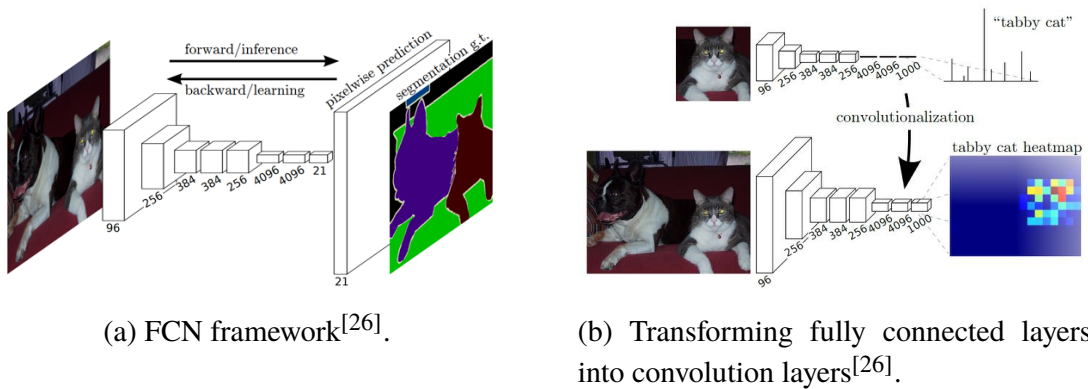 forward/inference
backward/learning
pixelwise prediction
segmentation g.t.
96
256
384
384
256
4096
4096
21
21
(a) FCN framework[26].
"tabby cat"
96
256
384
384
256
4096
4096
1000
convolutionalization
tabby cat heatmap
96
256
384
384
256
4096
4096
1000
(b) Transforming fully connected layers
into convolution layers[26].